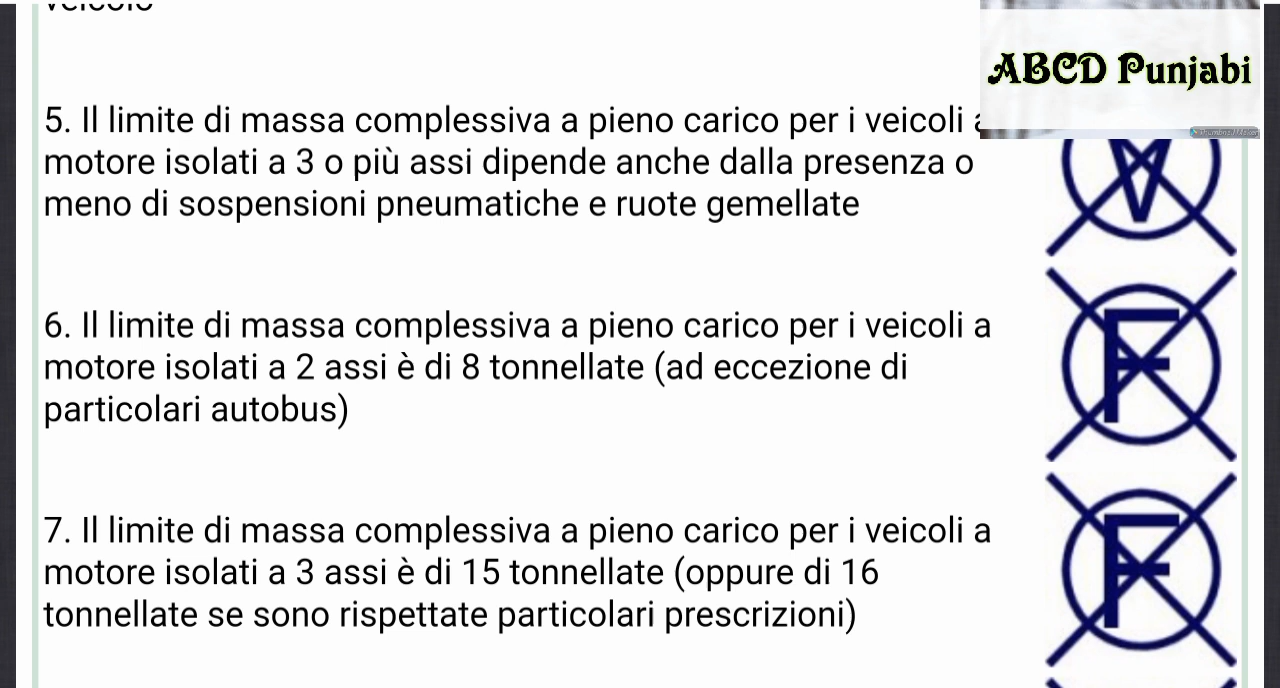 veicolo
ABCD Punjabi
5. Il limite di massa complessiva a pieno carico per i veicoli a
motore isolati a 3 o più assi dipende anche dalla presenza o
meno di sospensioni pneumatiche e ruote gemellate
V
6. Il limite di massa complessiva a pieno carico per i veicoli a
motore isolati a 2 assi è di 8 tonnellate (ad eccezione di
particolari autobus)
F
7. Il limite di massa complessiva a pieno carico per i veicoli a
motore isolati a 3 assi è di 15 tonnellate (oppure di 16
tonnellate se sono rispettate particolari prescrizioni)
F